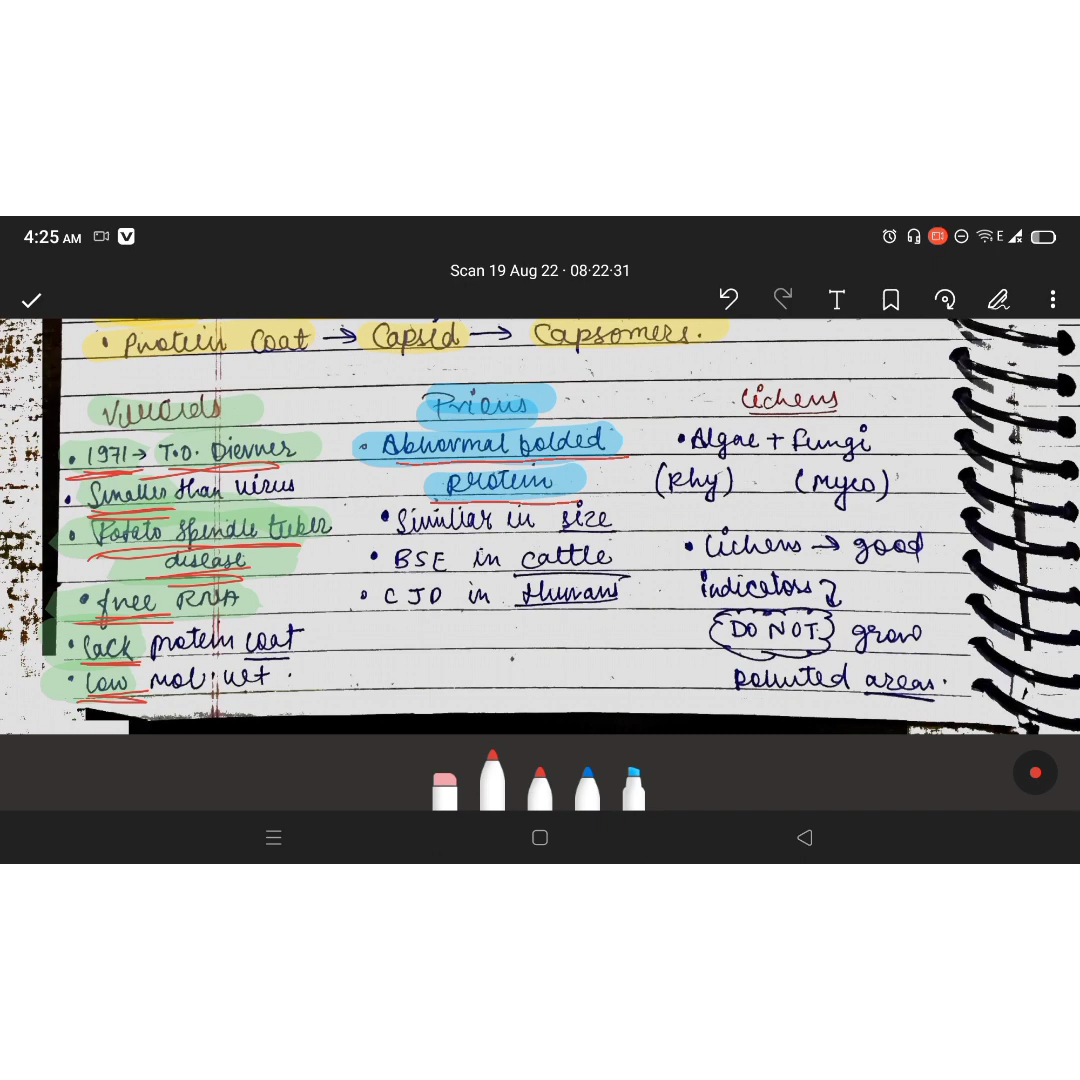 4:25 AM
E
Scan 19 Aug 22 · 08:22:31
T
• Protein Coat → Capsid → Capsomers.
Viuoids
• 1971 → T.O. Dienner
• Smaller than virus
• Potato spindle tuber
disease
• free RNA
• lack protein coat
• low mol. wt.
Prions
• Abnormal folded
protein
• Similiar in size
• BSE in cattle
• CJD in Humans
Lichens
• Algae + fungi
(Phy) (Myco)
• Lichens → good
indicators
DO NOT grow
polluted areas.